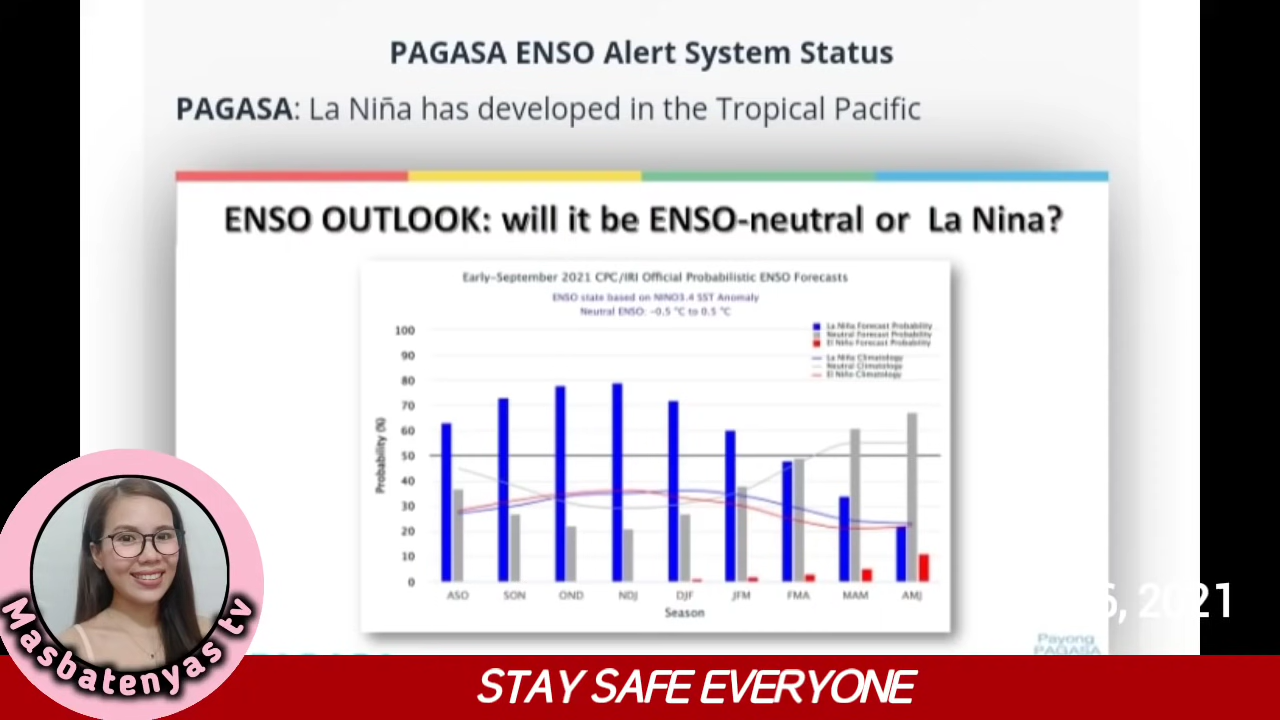 PAGASA ENSO Alert System Status
PAGASA: La Niña has developed in the Tropical Pacific
ENSO OUTLOOK: will it be ENSO-neutral or La Nina?
Early-September 2021 CPC/IRI Official Probabilistic ENSO Forecasts
ENSO state based on NINO3.4 SST Anomaly
Neutral ENSO: -0.5 °C to 0.5 °C
La Niña Forecast Probability
Neutral Forecast Probability
El Niño Forecast Probability
La Niña Climatology
Neutral Climatology
El Niño Climatology
Probability (%)
100
90
80
70
60
50
40
30
20
10
0
ASO SON OND NDJ DJF JFM FMA MAM AMJ
Season
6, 2021
Payong
PAGASA
Masbatenyas tv
STAY SAFE EVERYONE